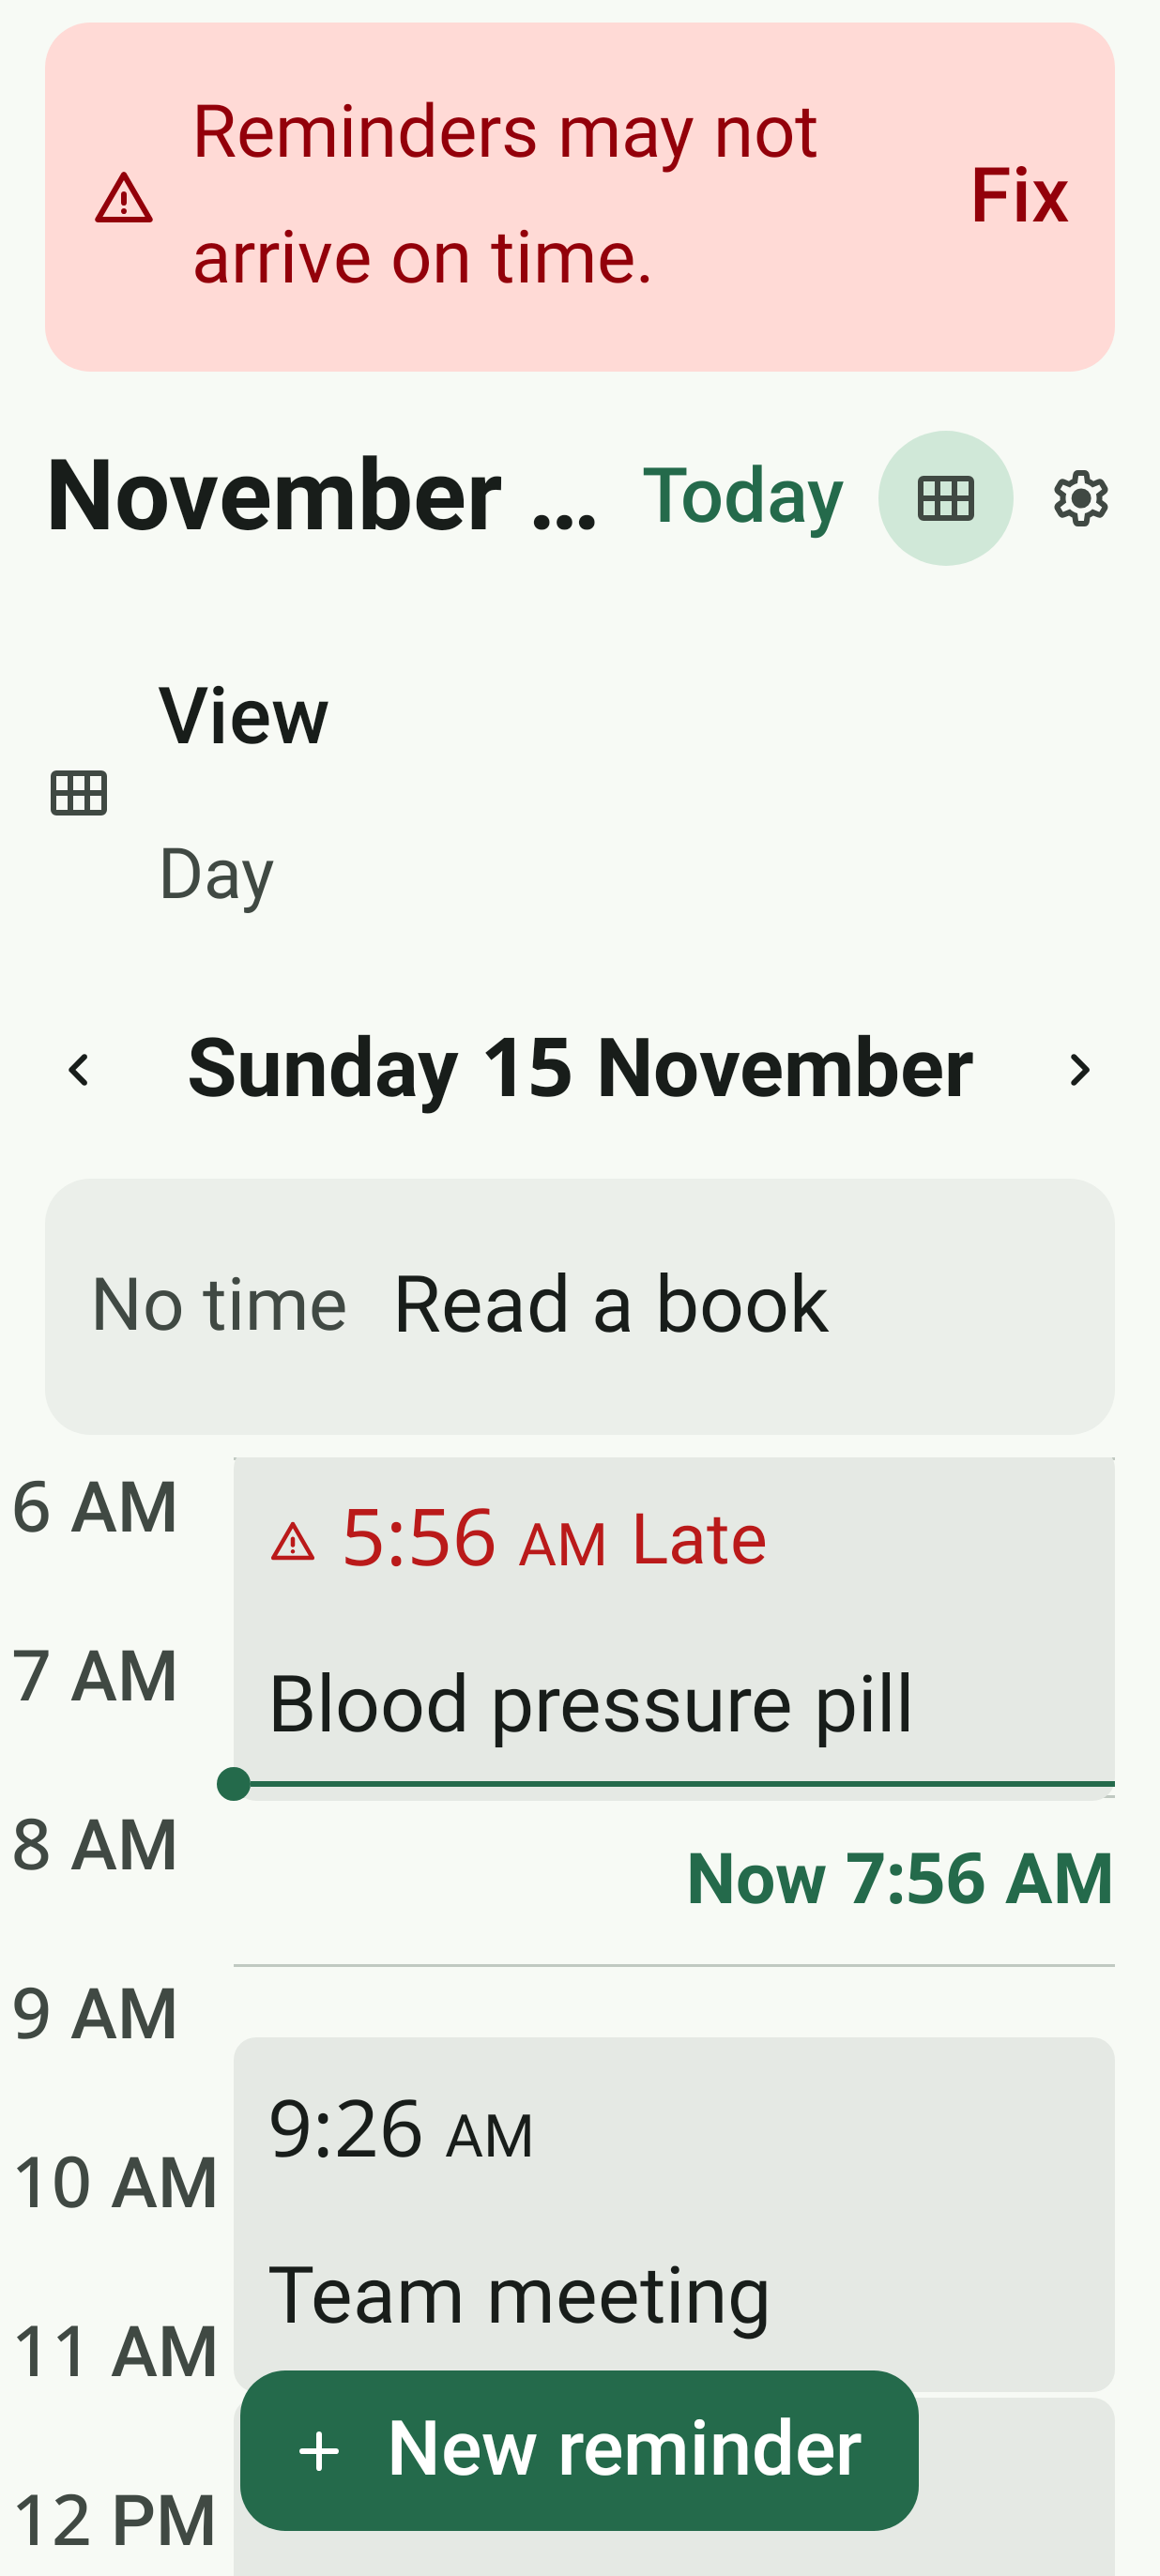 Reminders may not
arrive on time.
Fix
November ...
Today
View
Day
Sunday 15 November
No time Read a book
6 AM
5:56 AM Late
7 AM
Blood pressure pill
8 AM
Now 7:56 AM
9 AM
9:26 AM
10 AM
Team meeting
11 AM
+ New reminder
12 PM